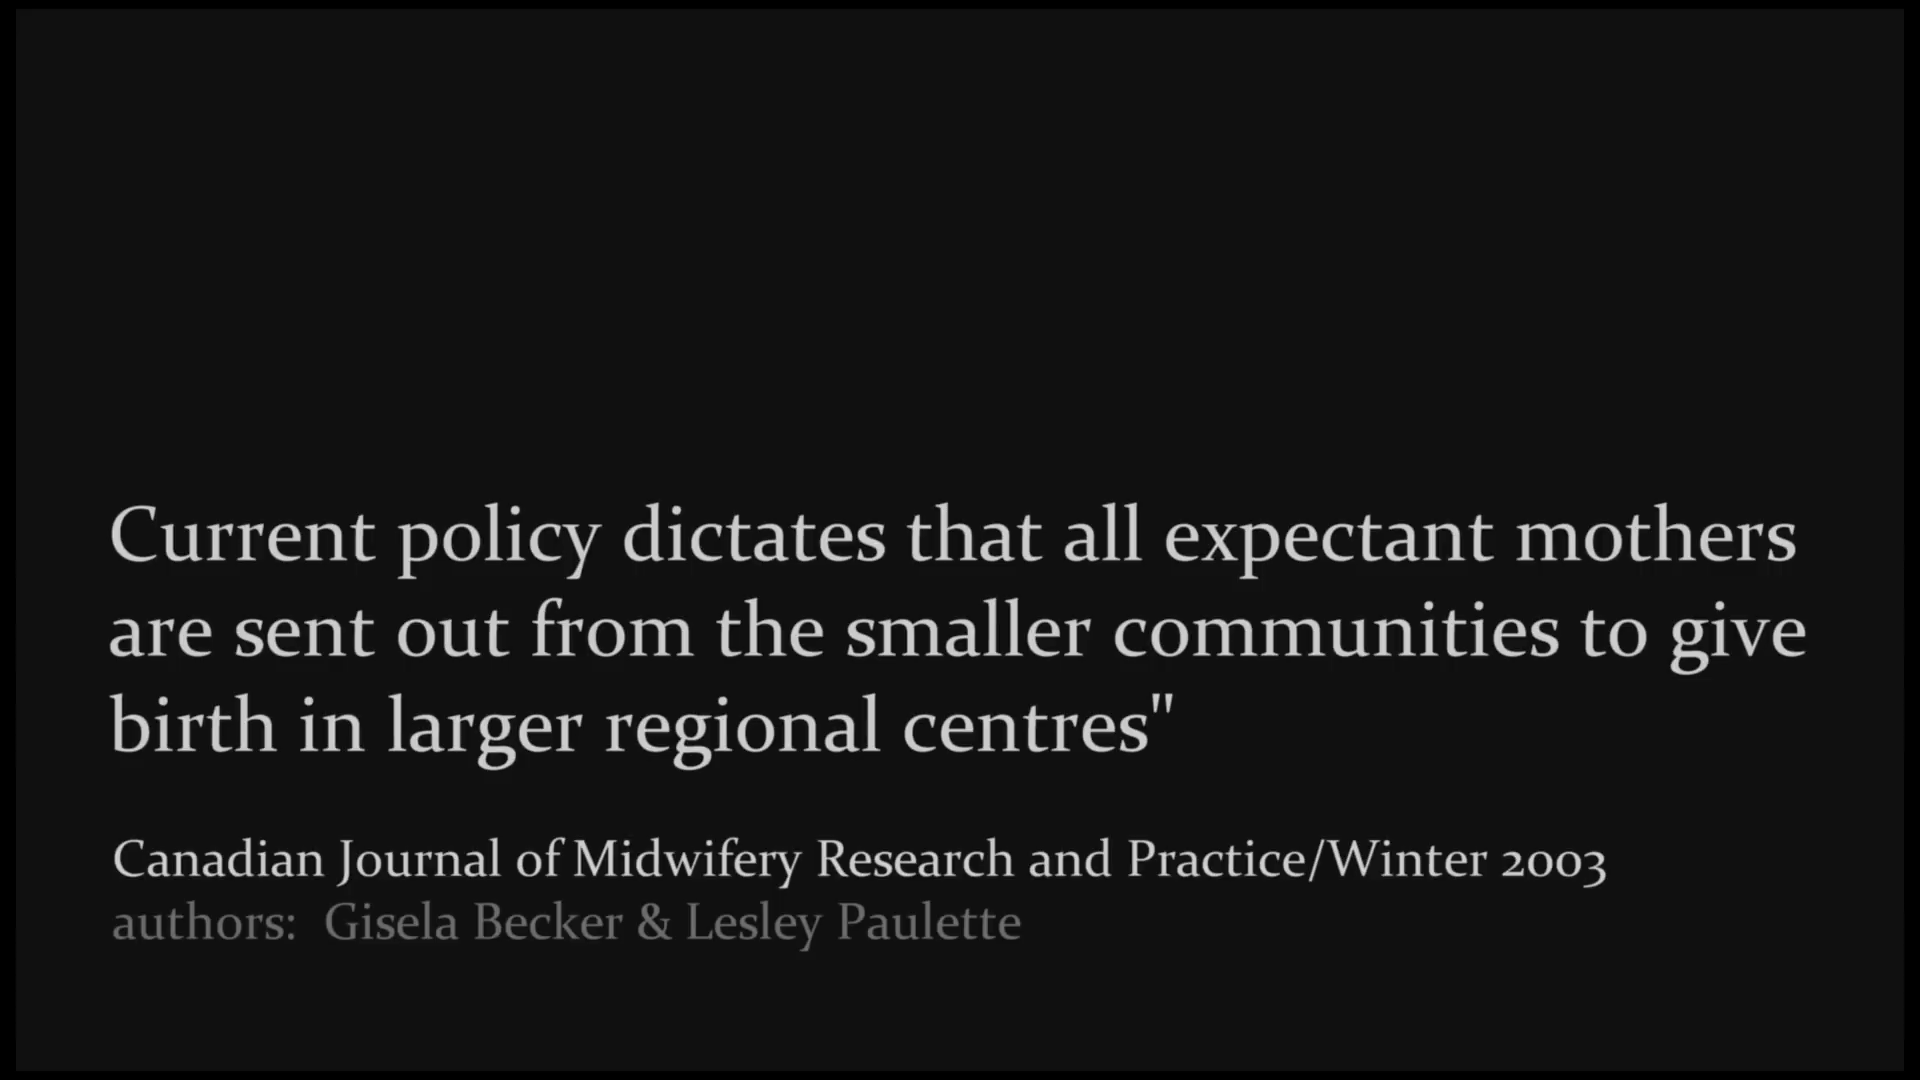 Current policy dictates that all expectant mothers
are sent out from the smaller communities to give
birth in larger regional centres"
Canadian Journal of Midwifery Research and Practice/Winter 2003
authors:  Gisela Becker & Lesley Paulette